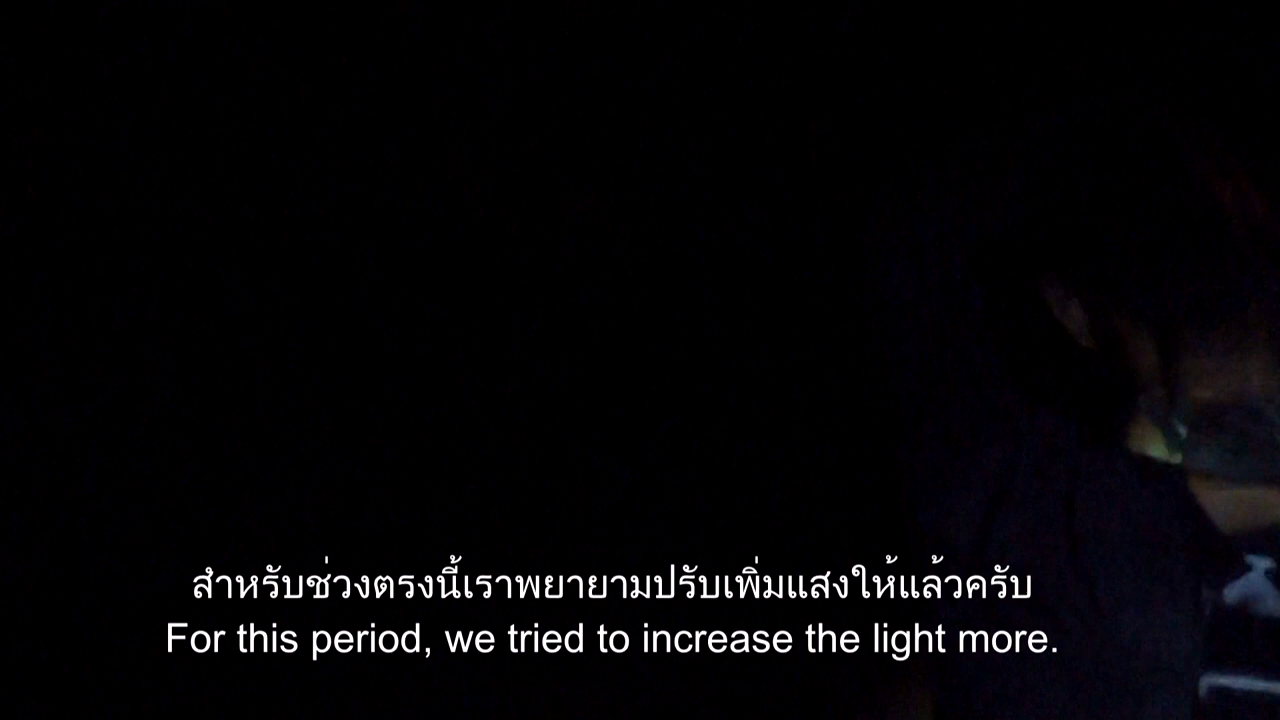 สำหรับช่วงตรงนี้เราพยายามปรับเพิ่มแสงให้แล้วครับ
For this period, we tried to increase the light more.